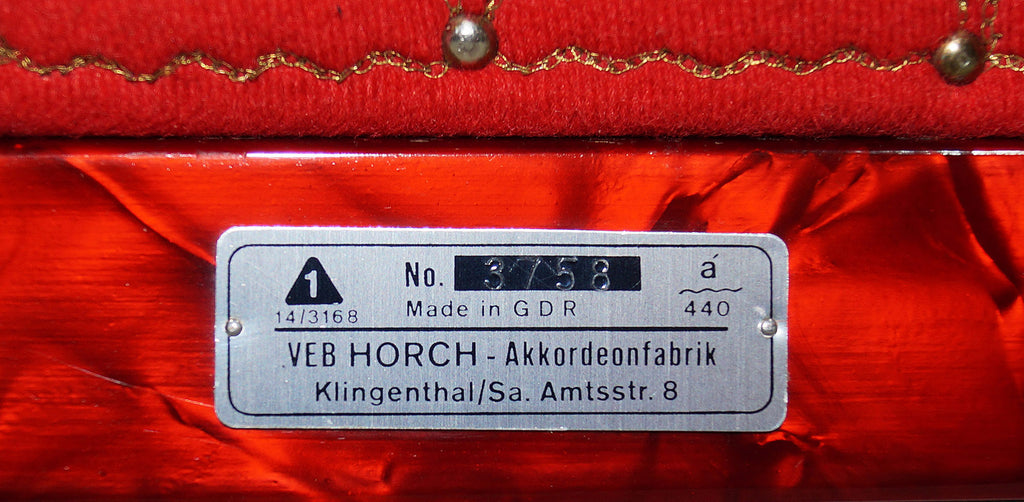 1 No. 3758 á
14/3168 Made in GDR 440
VEB HORCH - Akkordeonfabrik
Klingenthal/Sa. Amtsstr. 8